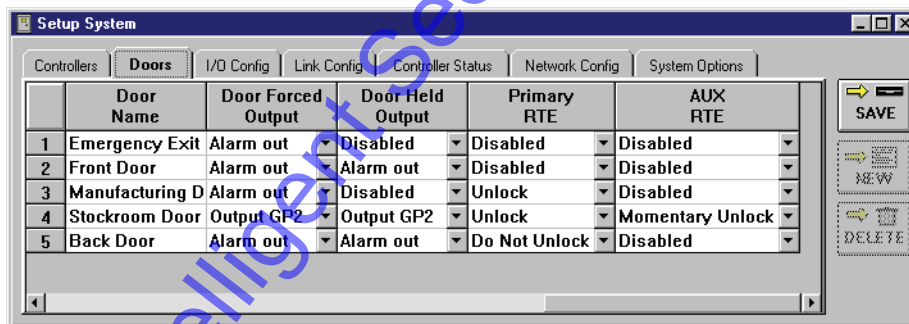 Setup System
Controllers Doors I/O Config Link Config Controller Status Network Config System Options
Door Name Door Forced Output Door Held Output Primary RTE AUX RTE
1 Emergency Exit Alarm out Disabled Disabled Disabled
2 Front Door Alarm out Alarm out Disabled Disabled
3 Manufacturing D Alarm out Disabled Unlock Disabled
4 Stockroom Door Output GP2 Output GP2 Unlock Momentary Unlock
5 Back Door Alarm out Alarm out Do Not Unlock Disabled
SAVE
NEW
DELETE
elligent Sec